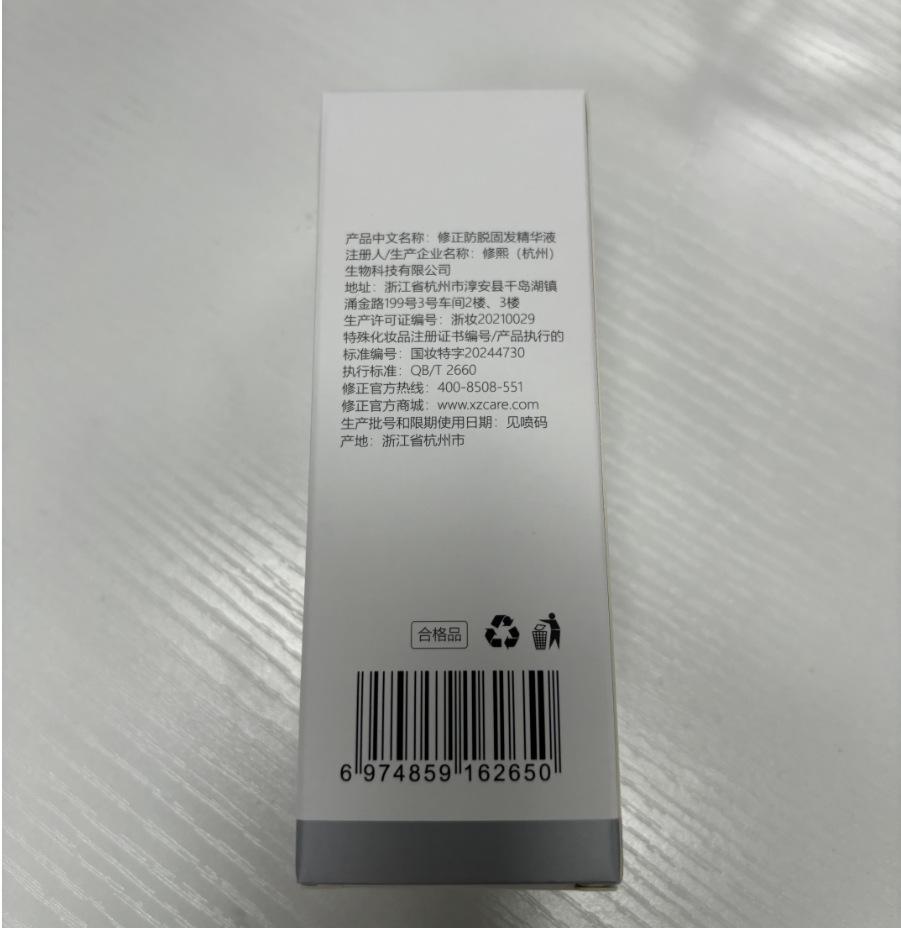 产品中文名称：修正防脱固发精华液
注册人/生产企业名称：修熙（杭州）
生物科技有限公司
地址：浙江省杭州市淳安县千岛湖镇
涌金路199号3号车间2楼、3楼
生产许可证编号：浙妆20210029
特殊化妆品注册证书编号/产品执行的
标准编号：国妆特字20244730
执行标准：QB/T 2660
修正官方热线：400-8508-551
修正官方商城：www.xzcare.com
生产批号和限期使用日期：见喷码
产地：浙江省杭州市
合格品
6 974859 162650